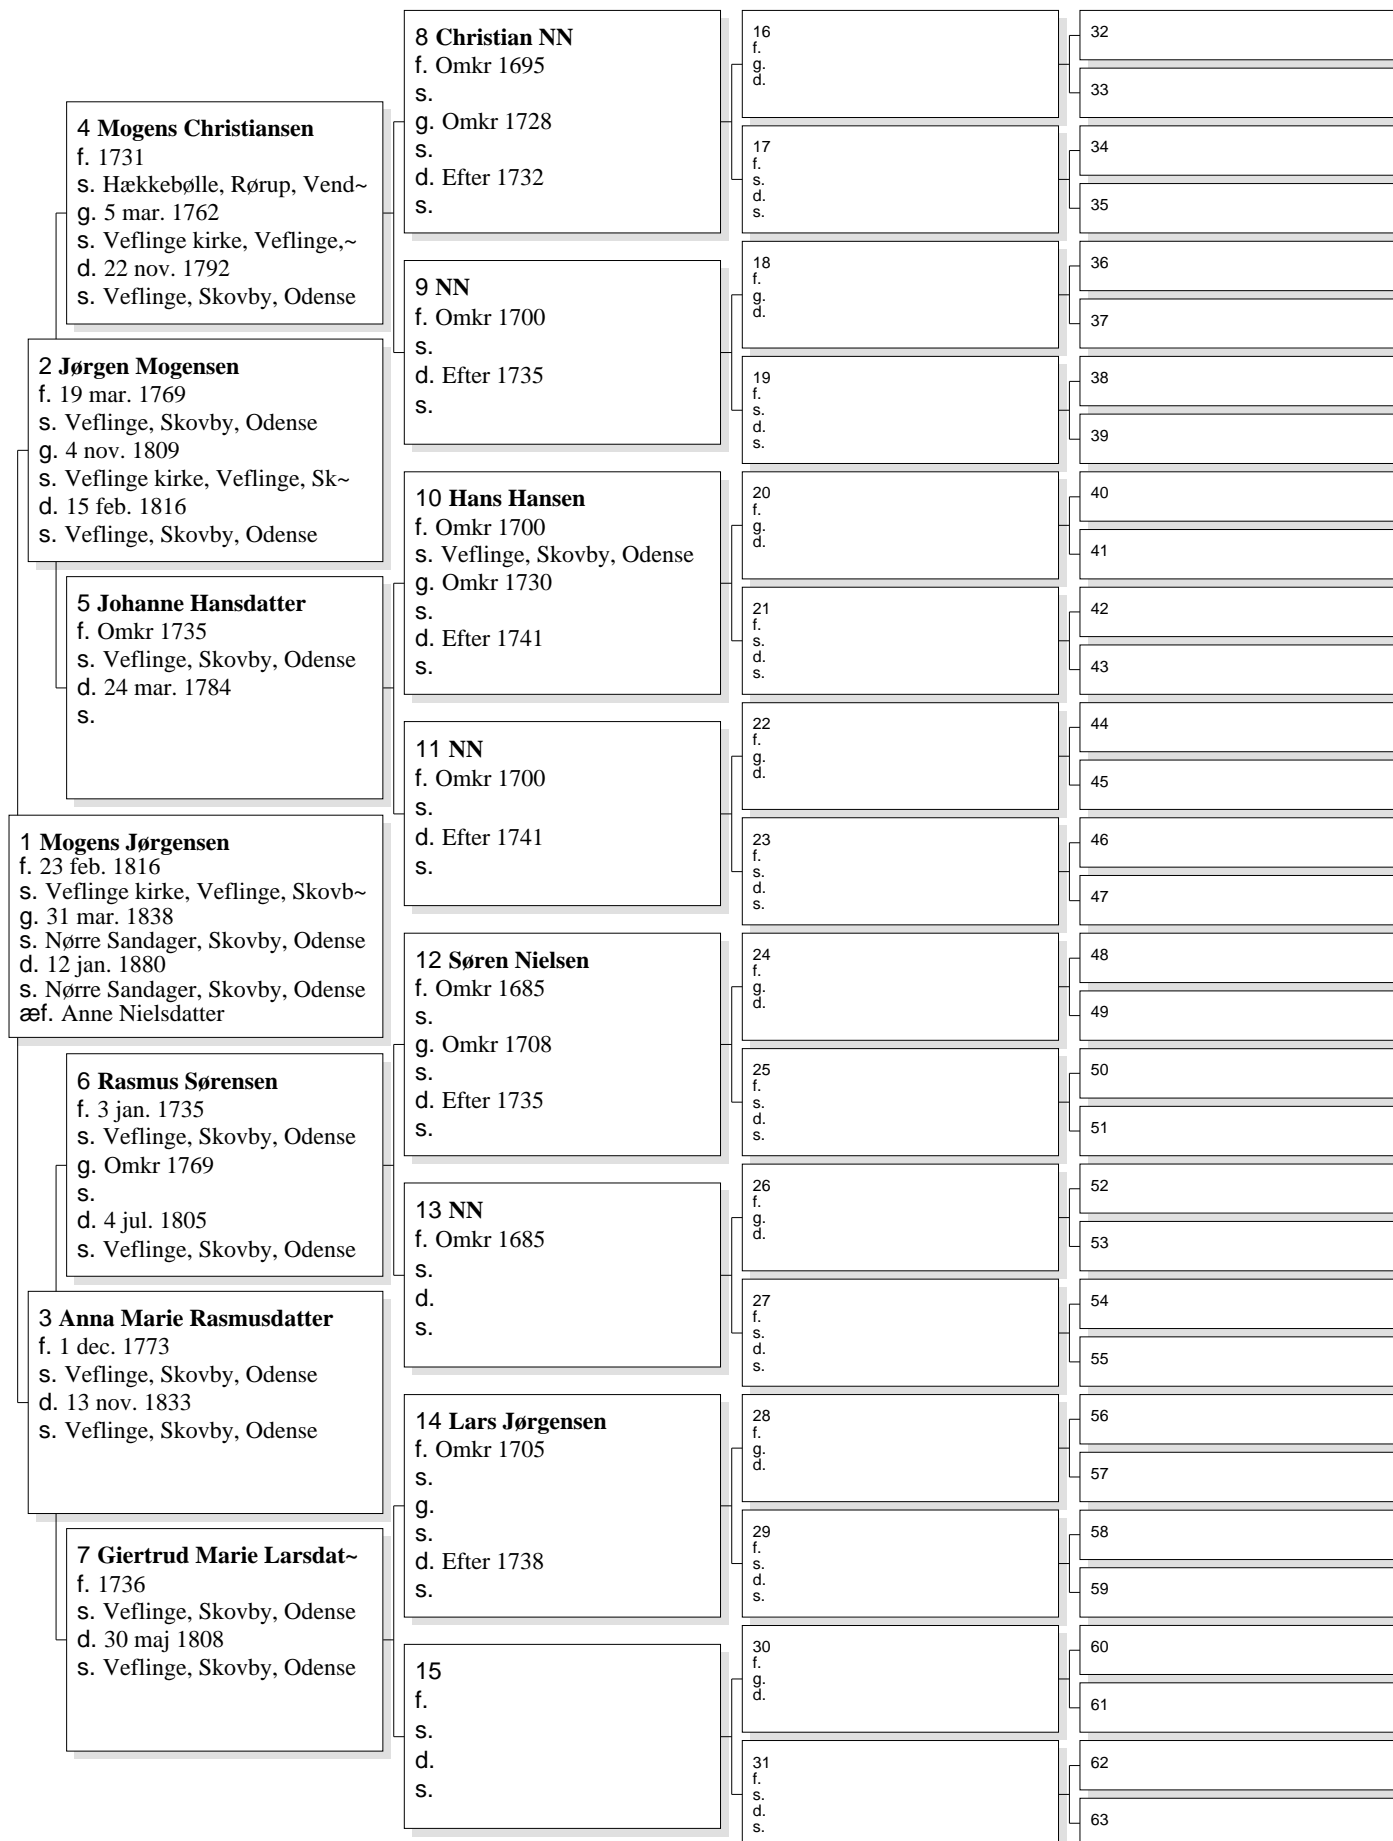 8 Christian NN
f. Omkr 1695
s.
g. Omkr 1728
s.
d. Efter 1732
s.
4 Mogens Christiansen
f. 1731
s. Hækkebølle, Rørup, Vend~
g. 5 mar. 1762
s. Veflinge kirke, Veflinge,~
d. 22 nov. 1792
s. Veflinge, Skovby, Odense
9 NN
f. Omkr 1700
s.
d. Efter 1735
s.
2 Jørgen Mogensen
f. 19 mar. 1769
s. Veflinge, Skovby, Odense
g. 4 nov. 1809
s. Veflinge kirke, Veflinge, Sk~
d. 15 feb. 1816
s. Veflinge, Skovby, Odense
10 Hans Hansen
f. Omkr 1700
s. Veflinge, Skovby, Odense
g. Omkr 1730
s.
d. Efter 1741
s.
5 Johanne Hansdatter
f. Omkr 1735
s. Veflinge, Skovby, Odense
d. 24 mar. 1784
s.
11 NN
f. Omkr 1700
s.
d. Efter 1741
s.
1 Mogens Jørgensen
f. 23 feb. 1816
s. Veflinge kirke, Veflinge, Skovb~
g. 31 mar. 1838
s. Nørre Sandager, Skovby, Odense
d. 12 jan. 1880
s. Nørre Sandager, Skovby, Odense
æf. Anne Nielsdatter
12 Søren Nielsen
f. Omkr 1685
s.
g. Omkr 1708
s.
d. Efter 1735
s.
6 Rasmus Sørensen
f. 3 jan. 1735
s. Veflinge, Skovby, Odense
g. Omkr 1769
s.
d. 4 jul. 1805
s. Veflinge, Skovby, Odense
13 NN
f. Omkr 1685
s.
d.
s.
3 Anna Marie Rasmusdatter
f. 1 dec. 1773
s. Veflinge, Skovby, Odense
d. 13 nov. 1833
s. Veflinge, Skovby, Odense
14 Lars Jørgensen
f. Omkr 1705
s.
g.
s.
d. Efter 1738
s.
7 Giertrud Marie Larsdat~
f. 1736
s. Veflinge, Skovby, Odense
d. 30 maj 1808
s. Veflinge, Skovby, Odense
15
f.
s.
d.
s.
16
f.
g.
d.
17
f.
s.
d.
s.
18
f.
g.
d.
19
f.
s.
d.
s.
20
f.
g.
d.
21
f.
s.
d.
s.
22
f.
g.
d.
23
f.
s.
d.
s.
24
f.
g.
d.
25
f.
s.
d.
s.
26
f.
g.
d.
27
f.
s.
d.
s.
28
f.
g.
d.
29
f.
s.
d.
s.
30
f.
g.
d.
31
f.
s.
d.
s.
32
33
34
35
36
37
38
39
40
41
42
43
44
45
46
47
48
49
50
51
52
53
54
55
56
57
58
59
60
61
62
63